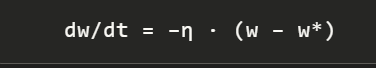 dw/dt = −η · (w − w*)